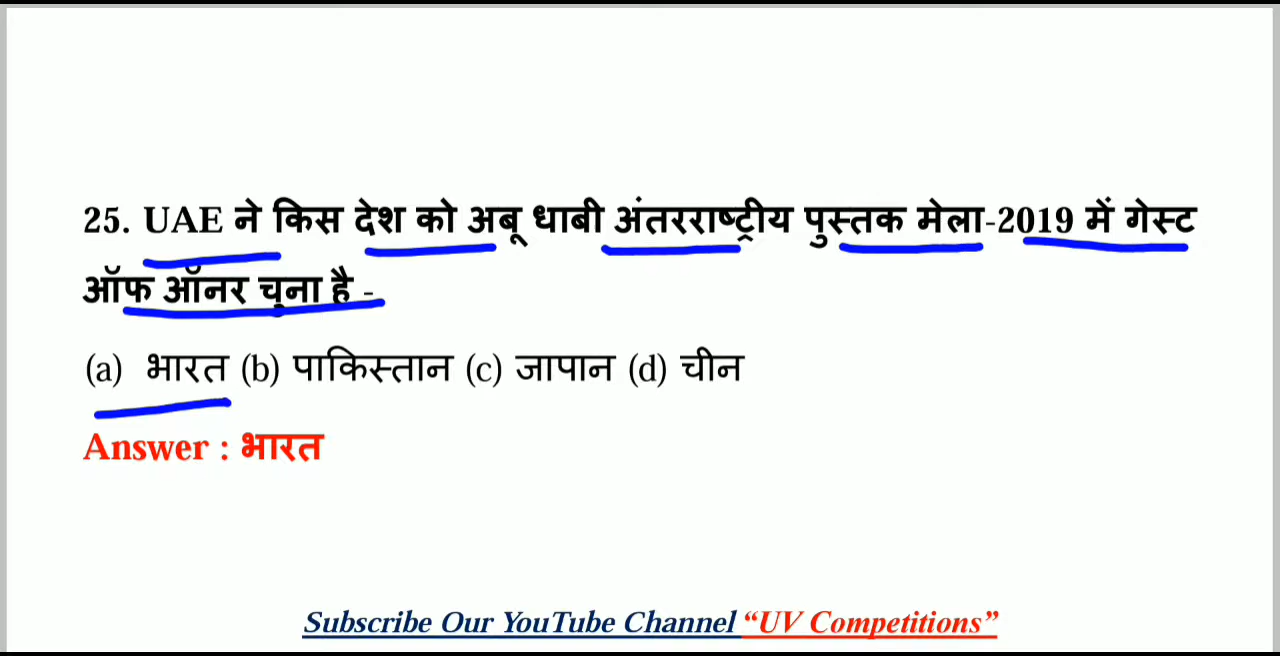 25. UAE ने किस देश को अबू धाबी अंतरराष्ट्रीय पुस्तक मेला-2019 में गेस्ट
ऑफ ऑनर चुना है -
(a) भारत (b) पाकिस्तान (c) जापान (d) चीन
Answer : भारत
Subscribe Our YouTube Channel “UV Competitions”